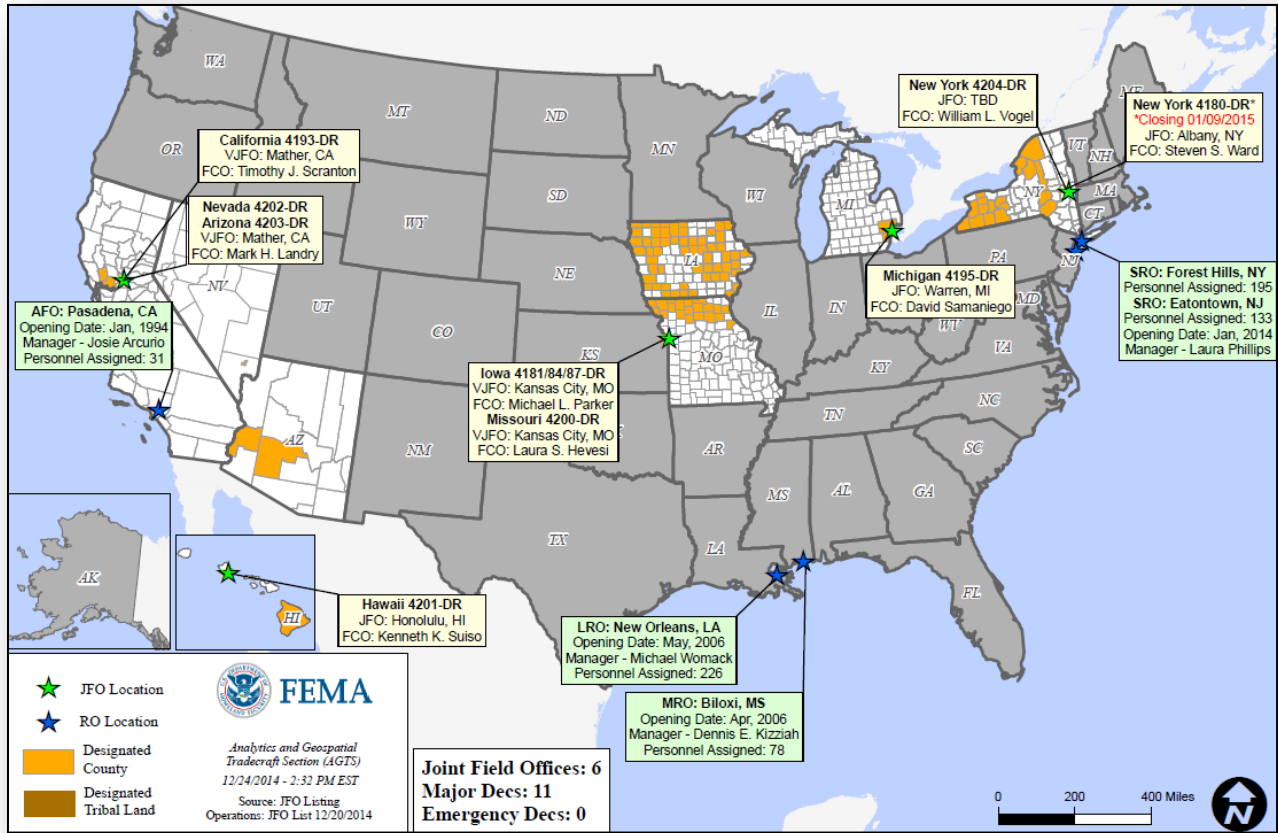 WA
MT
ND
MN
OR
SD
WI
WY
MI
VT
NH
NY
MA
CT
IA
NE
PA
NJ
NV
UT
CO
IL
IN
MD
WV
VA
KS
MO
KY
NC
TN
AZ
NM
AR
SC
MS
AL
GA
TX
LA
FL
AK
HI
New York 4204-DR
JFO: TBD
FCO: William L. Vogel
New York 4180-DR*
*Closing 01/09/2015
JFO: Albany, NY
FCO: Steven S. Ward
California 4193-DR
VJFO: Mather, CA
FCO: Timothy J. Scranton
Nevada 4202-DR
Arizona 4203-DR
VJFO: Mather, CA
FCO: Mark H. Landry
AFO: Pasadena, CA
Opening Date: Jan, 1994
Manager - Josie Arcurio
Personnel Assigned: 31
Michigan 4195-DR
JFO: Warren, MI
FCO: David Samaniego
SRO: Forest Hills, NY
Personnel Assigned: 195
SRO: Eatontown, NJ
Personnel Assigned: 133
Opening Date: Jan, 2014
Manager - Laura Phillips
Iowa 4181/84/87-DR
VJFO: Kansas City, MO
FCO: Michael L. Parker
Missouri 4200-DR
VJFO: Kansas City, MO
FCO: Laura S. Hevesi
Hawaii 4201-DR
JFO: Honolulu, HI
FCO: Kenneth K. Suiso
LRO: New Orleans, LA
Opening Date: May, 2006
Manager - Michael Womack
Personnel Assigned: 226
MRO: Biloxi, MS
Opening Date: Apr, 2006
Manager - Dennis E. Kizziah
Personnel Assigned: 78
JFO Location
RO Location
Designated
County
Designated
Tribal Land
FEMA
Analytics and Geospatial
Tradecraft Section (AGTS)
12/24/2014 - 2:32 PM EST
Source: JFO Listing
Operations: JFO List 12/20/2014
Joint Field Offices: 6
Major Decs: 11
Emergency Decs: 0
0 200 400 Miles
N